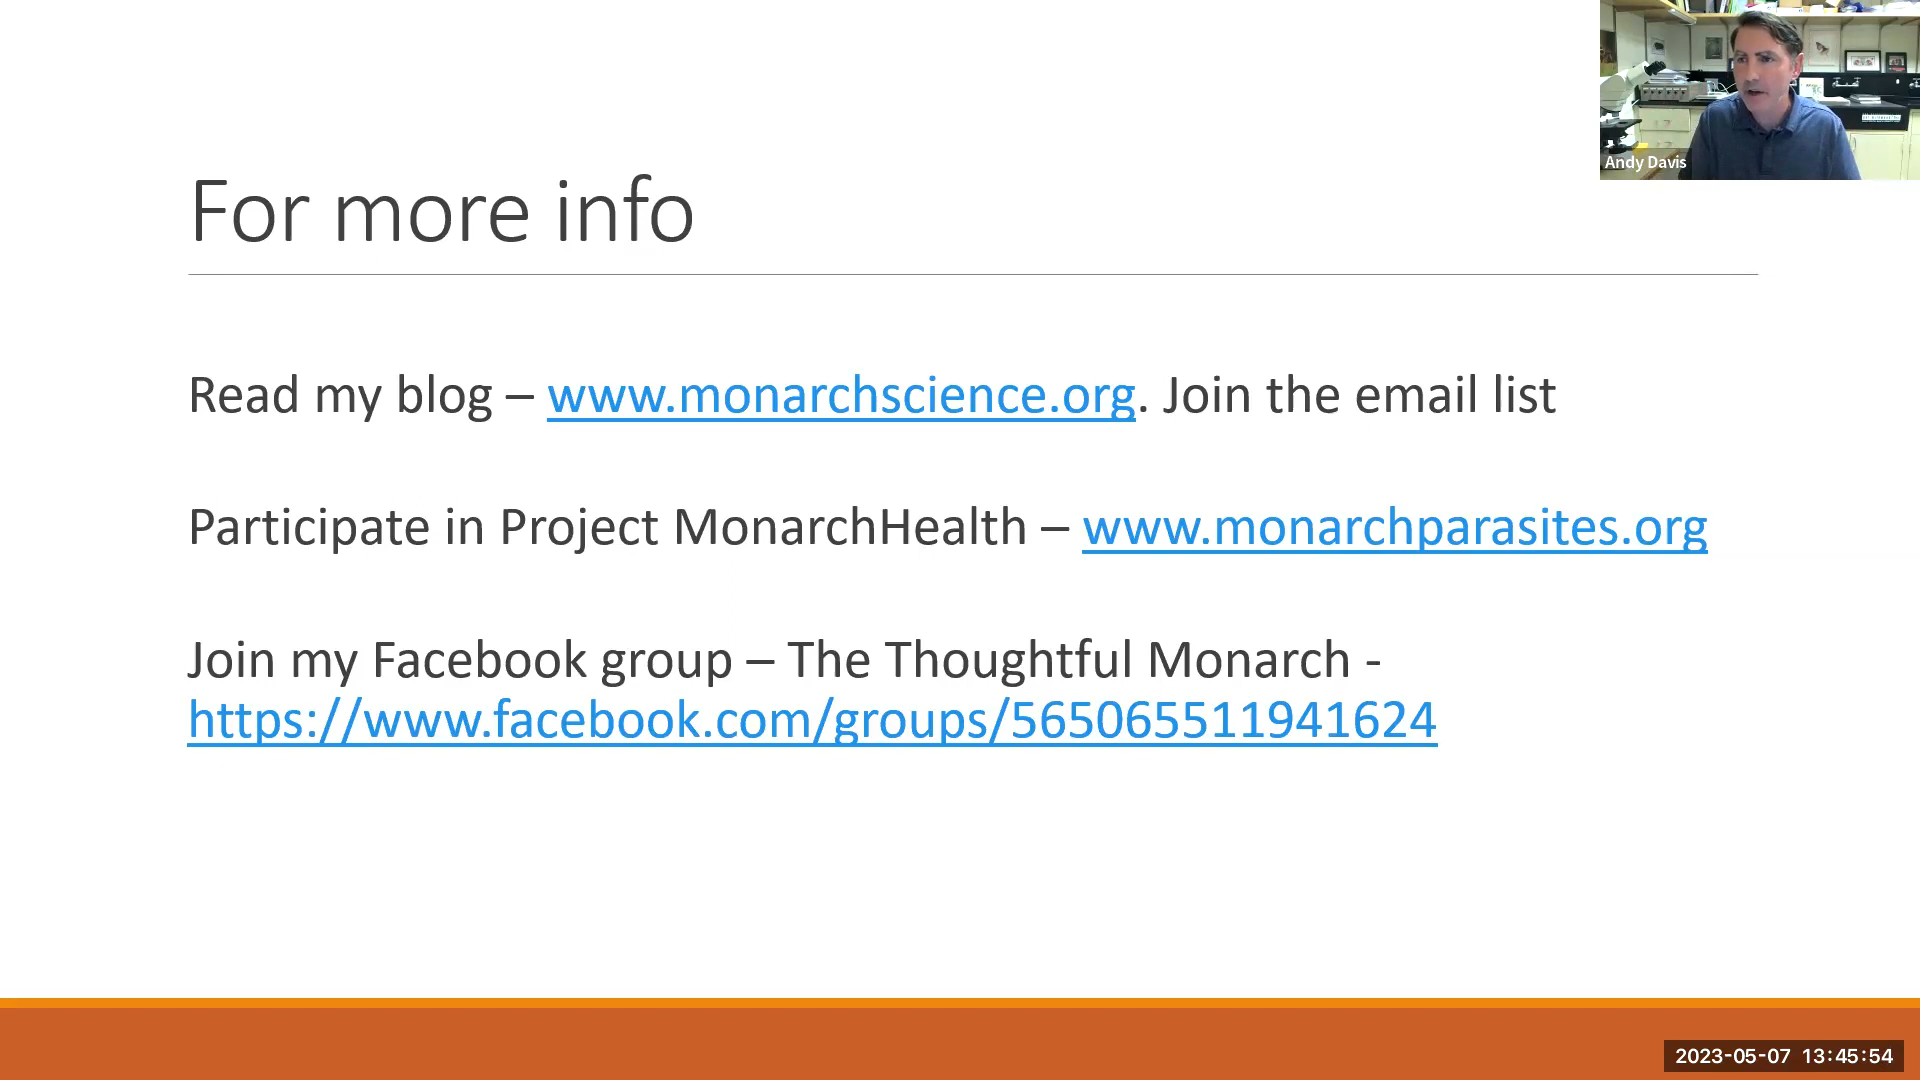 Andy Davis
For more info
Read my blog – www.monarchscience.org. Join the email list
Participate in Project MonarchHealth – www.monarchparasites.org
Join my Facebook group – The Thoughtful Monarch -
https://www.facebook.com/groups/565065511941624
2023-05-07 13:45:54